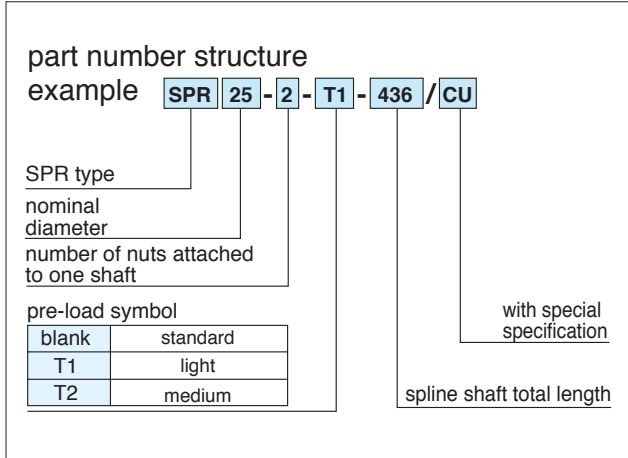 part number structure
example SPR 25 - 2 - T1 - 436 / CU
SPR type
nominal
diameter
number of nuts attached
to one shaft
pre-load symbol
blank standard
T1 light
T2 medium
with special
specification
spline shaft total length